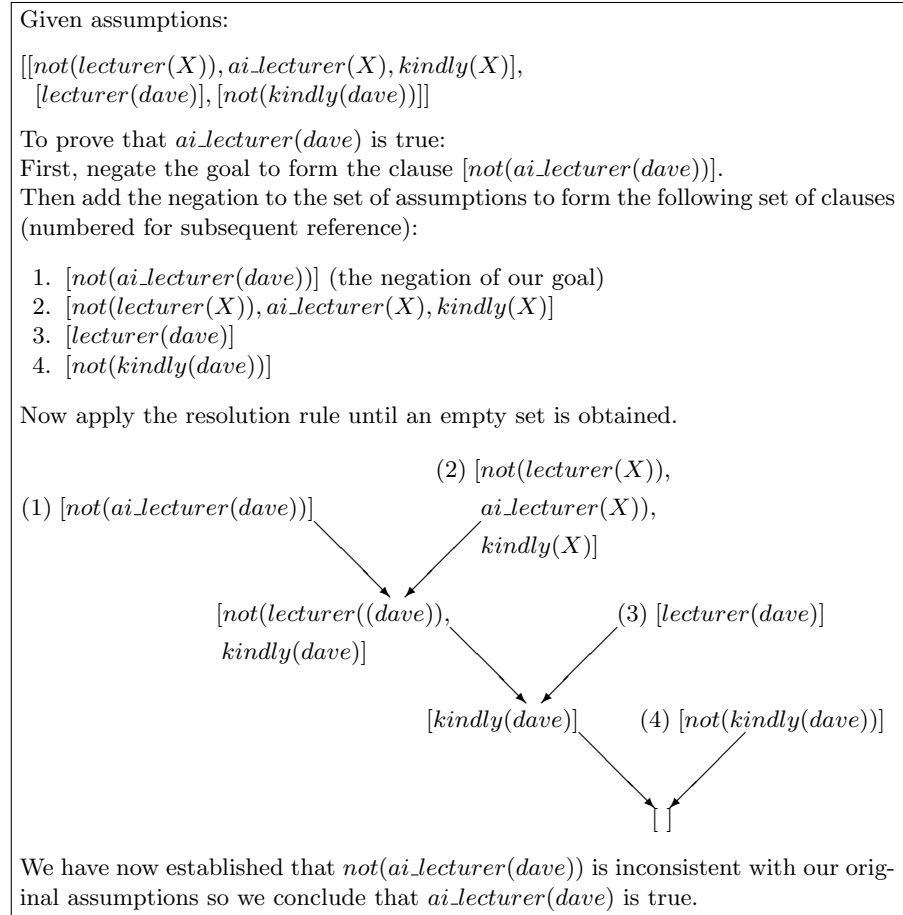 Given assumptions:
[[not(lecturer(X)), ai_lecturer(X), kindly(X)],
[lecturer(dave)], [not(kindly(dave))]]
To prove that ai_lecturer(dave) is true:
First, negate the goal to form the clause [not(ai_lecturer(dave))].
Then add the negation to the set of assumptions to form the following set of clauses
(numbered for subsequent reference):
1. [not(ai_lecturer(dave))] (the negation of our goal)
2. [not(lecturer(X)), ai_lecturer(X), kindly(X)]
3. [lecturer(dave)]
4. [not(kindly(dave))]
Now apply the resolution rule until an empty set is obtained.
(2) [not(lecturer(X)),
(1) [not(ai_lecturer(dave))] ai_lecturer(X)),
kindly(X)]
[not(lecturer((dave)), (3) [lecturer(dave)]
kindly(dave)]
[kindly(dave)] (4) [not(kindly(dave))]
[ ]
We have now established that not(ai_lecturer(dave)) is inconsistent with our orig-
inal assumptions so we conclude that ai_lecturer(dave) is true.